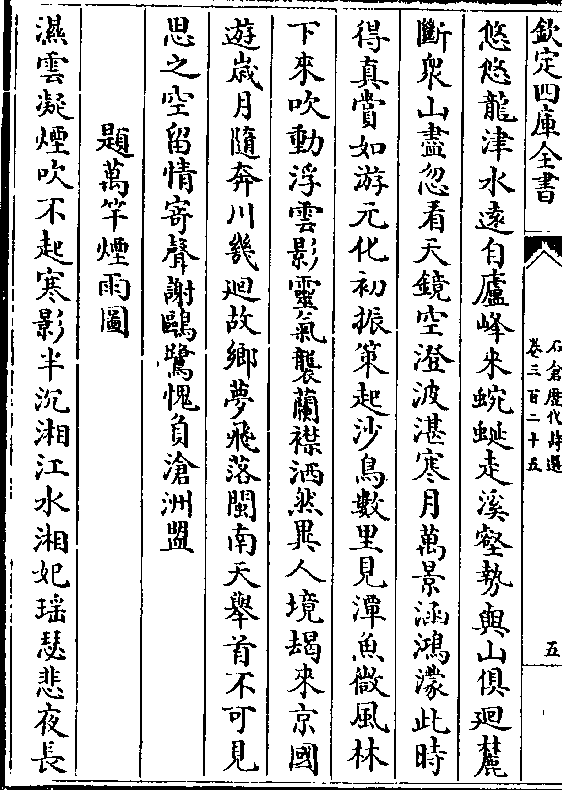 欽定四庫全書
石倉歷代詩選
卷三百二十五
五
悠悠龍津水遠自廬峰來蜿蜒走溪壑勢與山俱廻麓
斷衆山盡忽看天鏡空澄波湛寒月萬景涵鴻濛此時
得真賞如游元化初振策起沙鳥數里見潭魚微風林
下來吹動浮雲影靈氣襲蘭襟洒然異人境朅來京國
遊歲月隨奔川幾廻故鄉夢飛落閩南天舉首不可見
思之空留情寄聲謝鷗鷺愧負滄洲盟
題萬竿煙雨圖
濕雲凝煙吹不起寒影半沉湘江水湘妃瑶瑟悲夜長